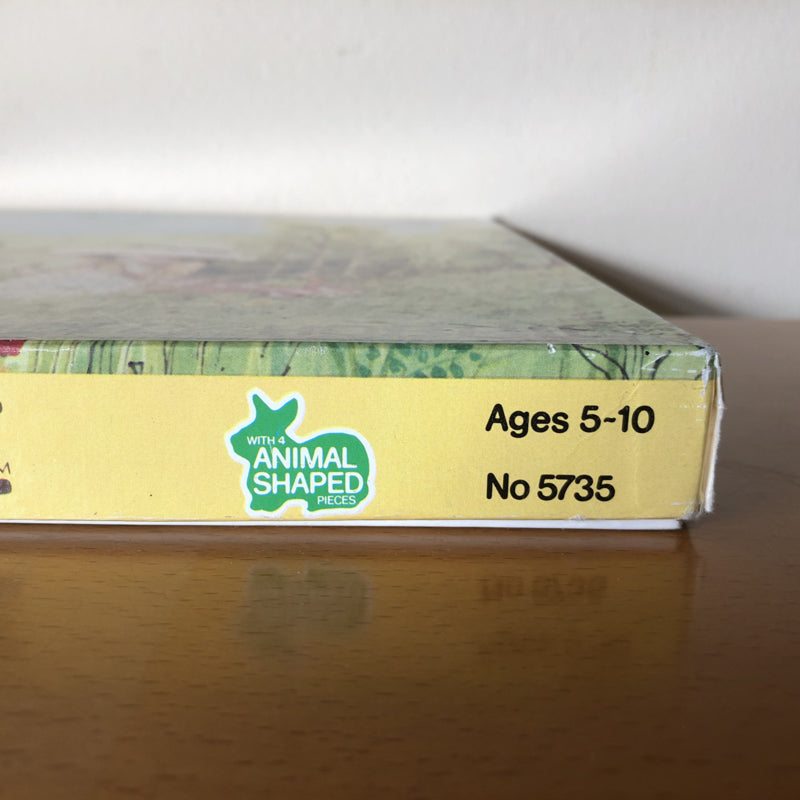 WITH 4
ANIMAL
SHAPED
PIECES
Ages 5-10
No 5735